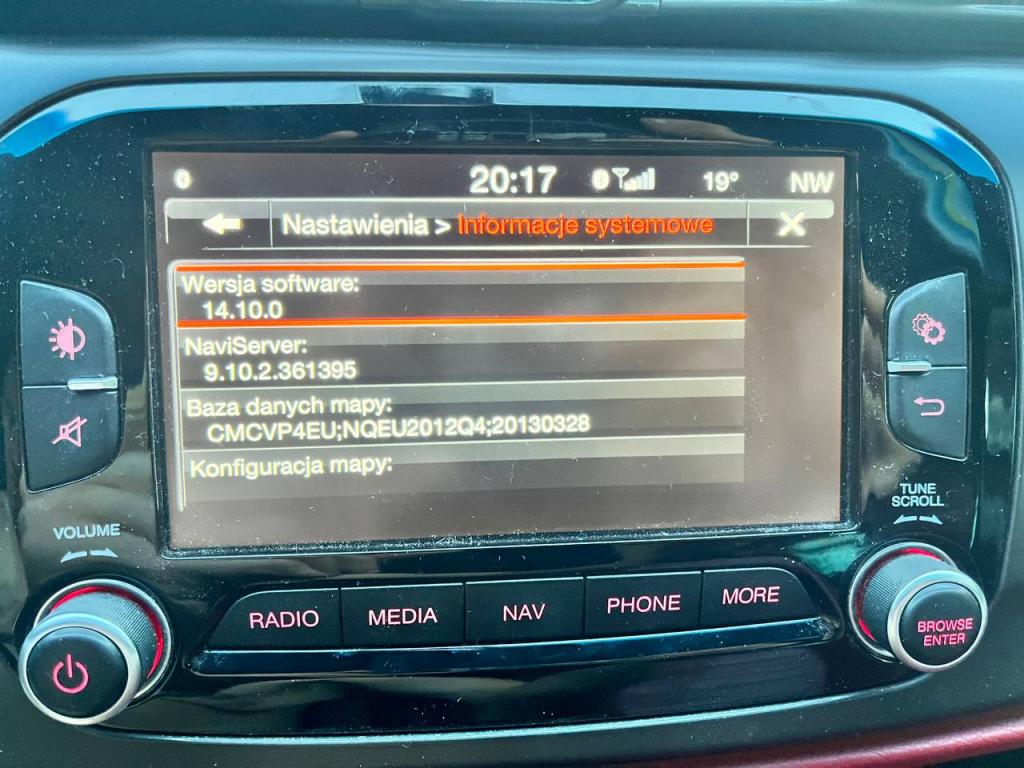 20:17 19° NW
Nastawienia > Informacje systemowe
Wersja software:
14.10.0
NaviServer:
9.10.2.361395
Baza danych mapy:
CMCVP4EU;NQEU2012Q4;20130328
Konfiguracja mapy:
VOLUME
TUNE
SCROLL
RADIO MEDIA NAV PHONE MORE
BROWSE
ENTER